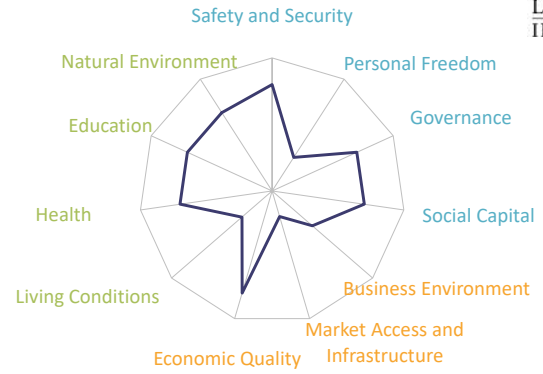 Safety and Security
Natural Environment
Personal Freedom
Education
Governance
Health
Social Capital
Living Conditions
Business Environment
Market Access and
Infrastructure
Economic Quality